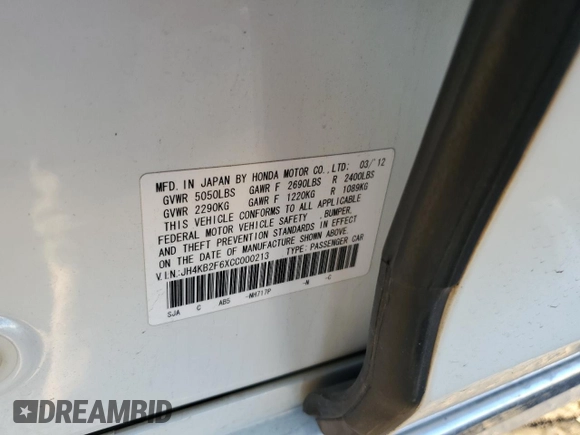 MFD. IN JAPAN BY HONDA MOTOR CO., LTD: 03/'12
GVWR 5050LBS GAWR F 2690LBS R 2400LBS
GVWR 2290KG GAWR F 1220KG R 1089KG
THIS VEHICLE CONFORMS TO ALL APPLICABLE
FEDERAL MOTOR VEHICLE SAFETY , BUMPER,
AND THEFT PREVENTION STANDARDS IN EFFECT
ON THE DATE OF MANUFACTURE SHOWN ABOVE.
V.I.N:JH4KB2F6XCC000213 TYPE: PASSENGER CAR
SJA C AB5 -NH717P -N -C
DREAMBID